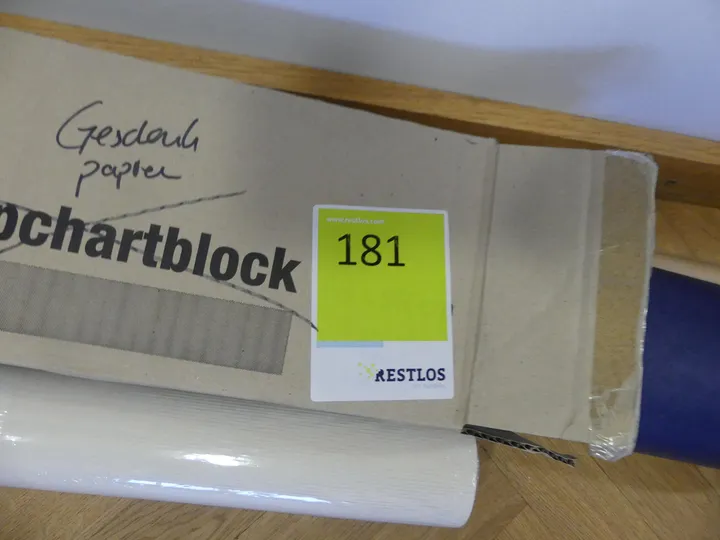 Geschenk
papier
pchartblock
www.restlos.com
181
RESTLOS